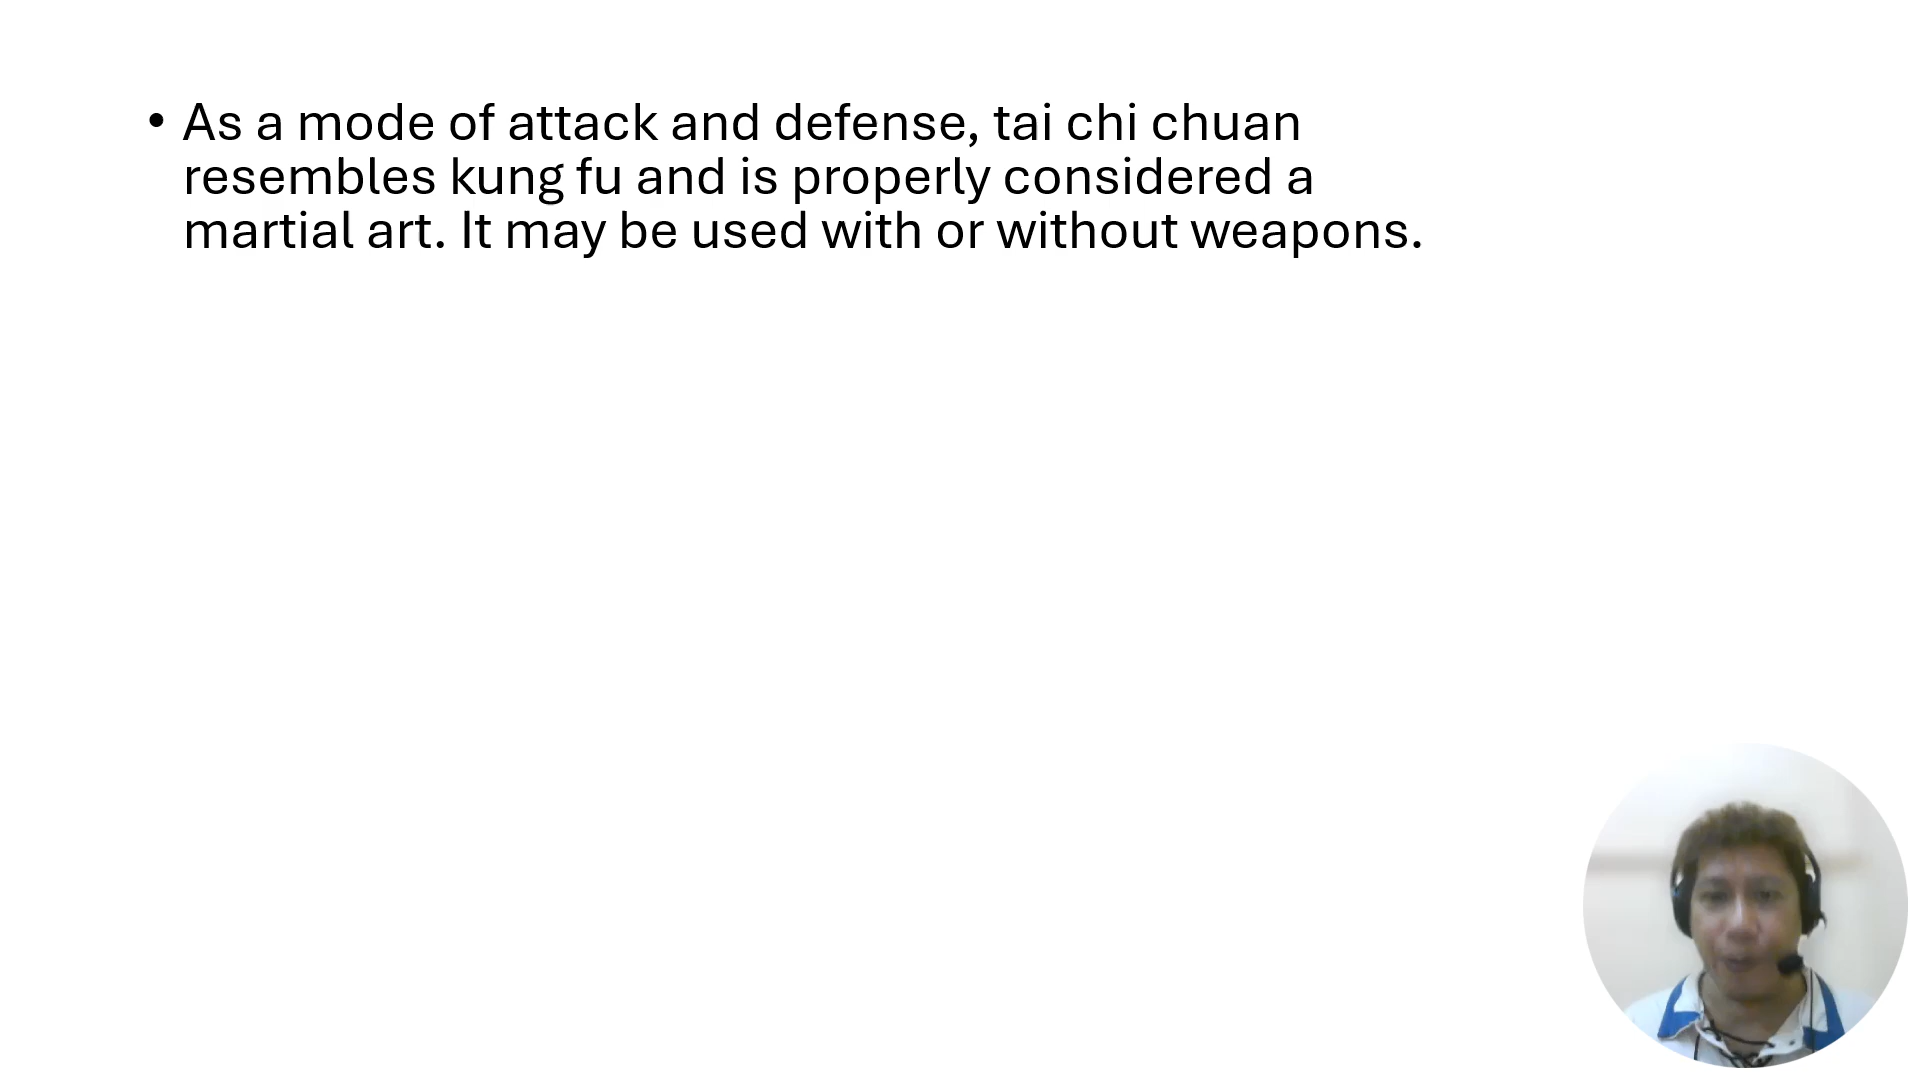 • As a mode of attack and defense, tai chi chuan
resembles kung fu and is properly considered a
martial art. It may be used with or without weapons.